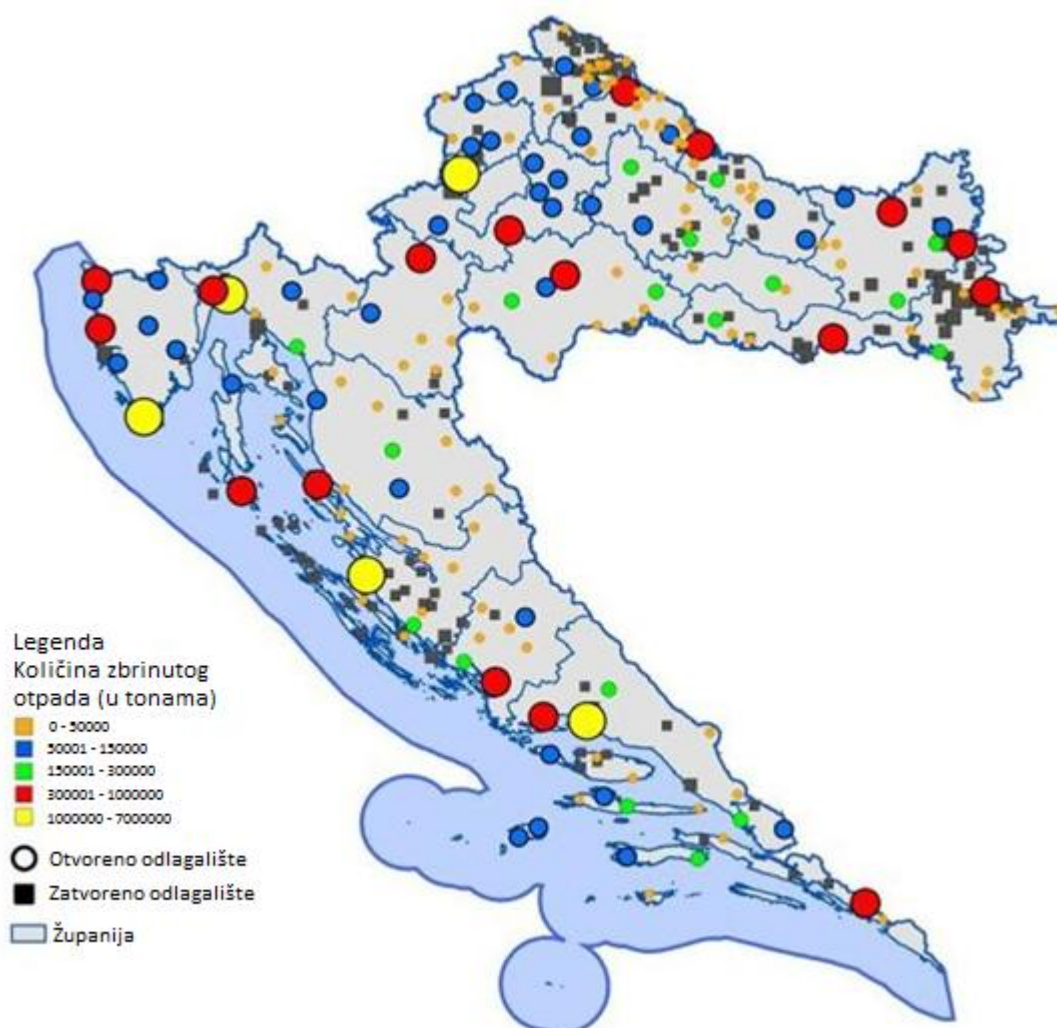 Legenda
Količina zbrinutog
otpada (u tonama)
0 - 50000
50001 - 150000
150001 - 300000
300001 - 1000000
1000000 - 7000000
Otvoreno odlagalište
Zatvoreno odlagalište
Županija